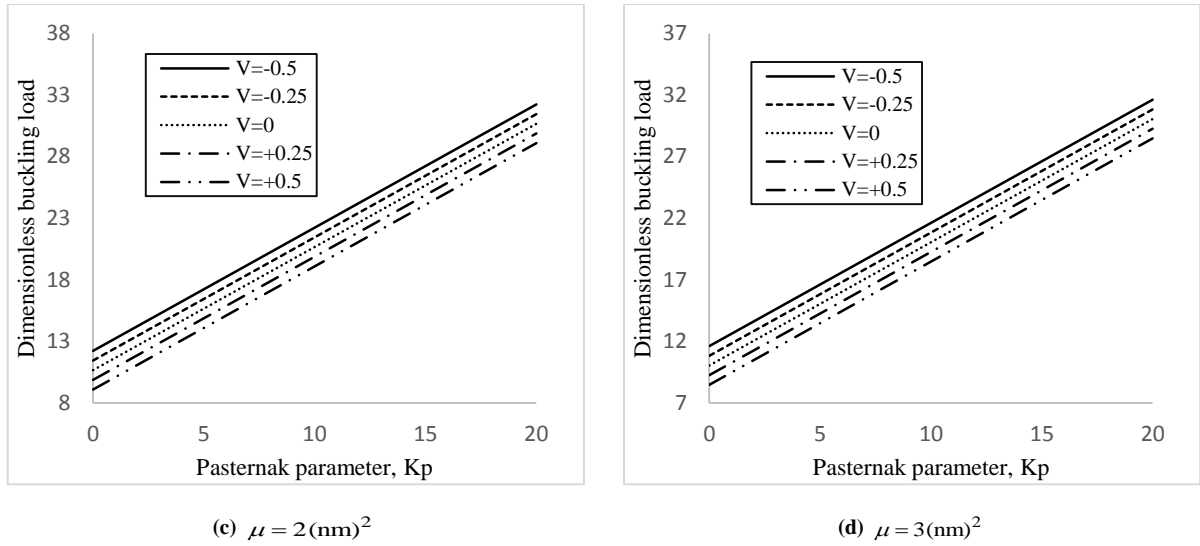 38
33
28
23
18
13
8
0 5 10 15 20
Dimensionless buckling load
Pasternak parameter, Kp
V=-0.5
V=-0.25
V=0
V=+0.25
V=+0.5
(c) μ = 2(nm)²
37
32
27
22
17
12
7
0 5 10 15 20
Dimensionless buckling load
Pasternak parameter, Kp
V=-0.5
V=-0.25
V=0
V=+0.25
V=+0.5
(d) μ = 3(nm)²